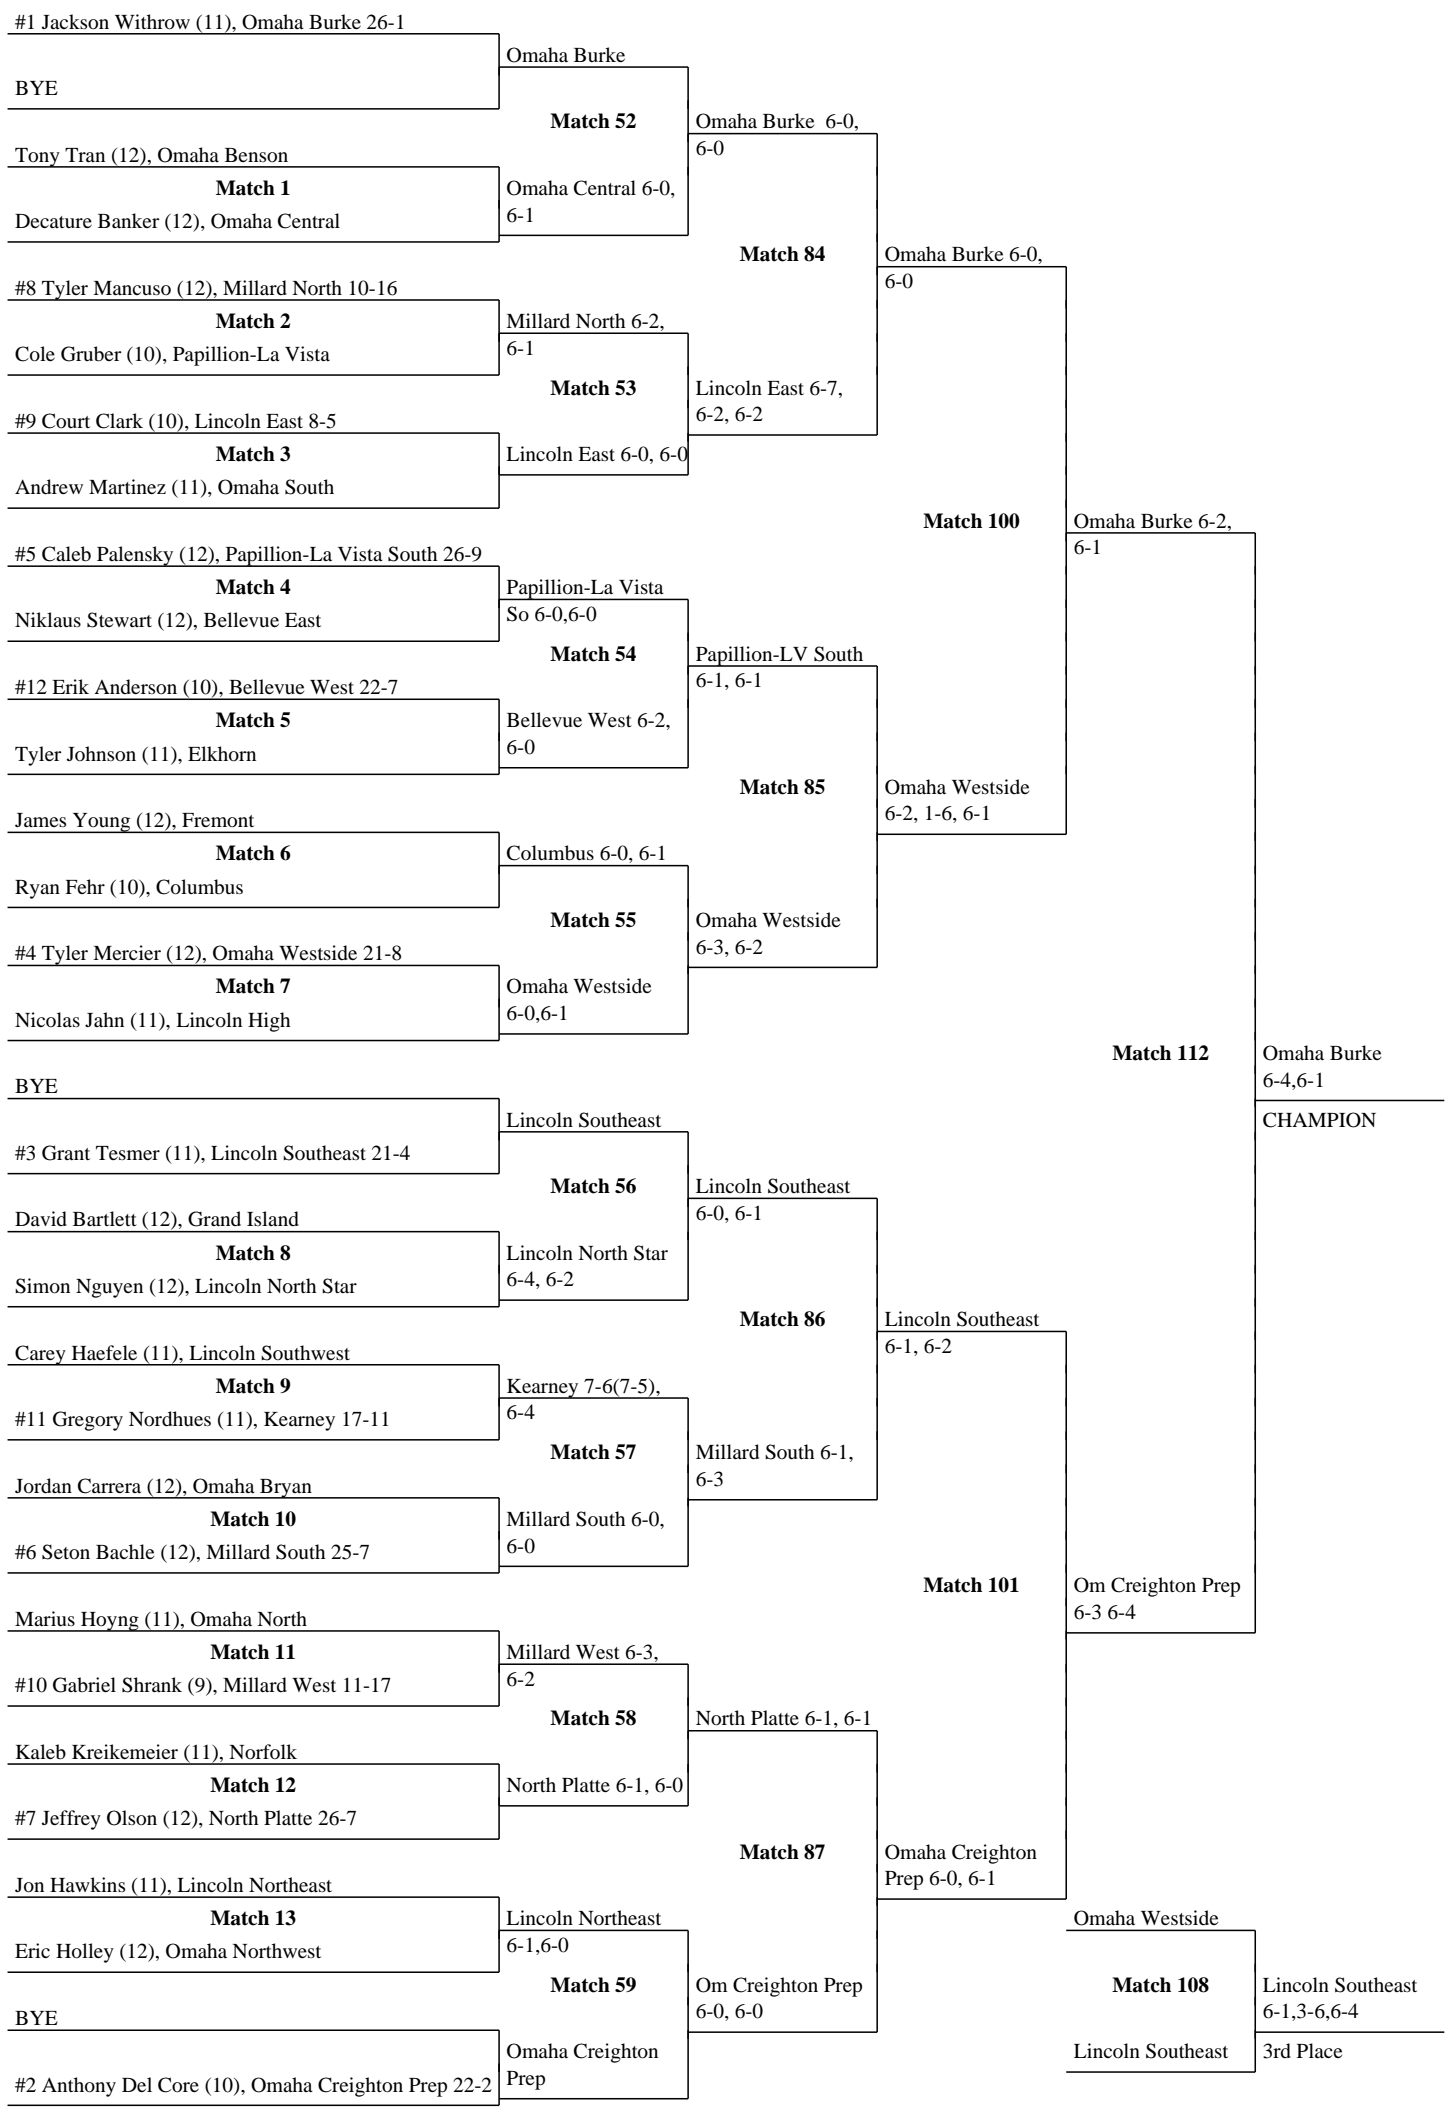 #1 Jackson Withrow (11), Omaha Burke 26-1
Omaha Burke
BYE
Match 52
Omaha Burke  6-0,
6-0
Tony Tran (12), Omaha Benson
Match 1
Omaha Central 6-0,
6-1
Decature Banker (12), Omaha Central
Match 84
Omaha Burke 6-0,
6-0
#8 Tyler Mancuso (12), Millard North 10-16
Match 2
Millard North 6-2,
6-1
Cole Gruber (10), Papillion-La Vista
Match 53
Lincoln East 6-7,
6-2, 6-2
#9 Court Clark (10), Lincoln East 8-5
Match 3
Lincoln East 6-0, 6-0
Andrew Martinez (11), Omaha South
Match 100
Omaha Burke 6-2,
6-1
#5 Caleb Palensky (12), Papillion-La Vista South 26-9
Match 4
Papillion-La Vista
So 6-0,6-0
Niklaus Stewart (12), Bellevue East
Match 54
Papillion-LV South
6-1, 6-1
#12 Erik Anderson (10), Bellevue West 22-7
Match 5
Bellevue West 6-2,
6-0
Tyler Johnson (11), Elkhorn
Match 85
Omaha Westside
6-2, 1-6, 6-1
James Young (12), Fremont
Match 6
Columbus 6-0, 6-1
Ryan Fehr (10), Columbus
Match 55
Omaha Westside
6-3, 6-2
#4 Tyler Mercier (12), Omaha Westside 21-8
Match 7
Omaha Westside
6-0,6-1
Nicolas Jahn (11), Lincoln High
Match 112
Omaha Burke
6-4,6-1
CHAMPION
BYE
Lincoln Southeast
#3 Grant Tesmer (11), Lincoln Southeast 21-4
Match 56
Lincoln Southeast
6-0, 6-1
David Bartlett (12), Grand Island
Match 8
Lincoln North Star
6-4, 6-2
Simon Nguyen (12), Lincoln North Star
Match 86
Lincoln Southeast
6-1, 6-2
Carey Haefele (11), Lincoln Southwest
Match 9
Kearney 7-6(7-5),
6-4
#11 Gregory Nordhues (11), Kearney 17-11
Match 57
Millard South 6-1,
6-3
Jordan Carrera (12), Omaha Bryan
Match 10
Millard South 6-0,
6-0
#6 Seton Bachle (12), Millard South 25-7
Match 101
Om Creighton Prep
6-3 6-4
Marius Hoyng (11), Omaha North
Match 11
Millard West 6-3,
6-2
#10 Gabriel Shrank (9), Millard West 11-17
Match 58
North Platte 6-1, 6-1
Kaleb Kreikemeier (11), Norfolk
Match 12
North Platte 6-1, 6-0
#7 Jeffrey Olson (12), North Platte 26-7
Match 87
Omaha Creighton
Prep 6-0, 6-1
Jon Hawkins (11), Lincoln Northeast
Match 13
Lincoln Northeast
6-1,6-0
Eric Holley (12), Omaha Northwest
Match 59
Om Creighton Prep
6-0, 6-0
BYE
Omaha Creighton
Prep
#2 Anthony Del Core (10), Omaha Creighton Prep 22-2
Omaha Westside
Match 108
Lincoln Southeast
6-1,3-6,6-4
Lincoln Southeast
3rd Place